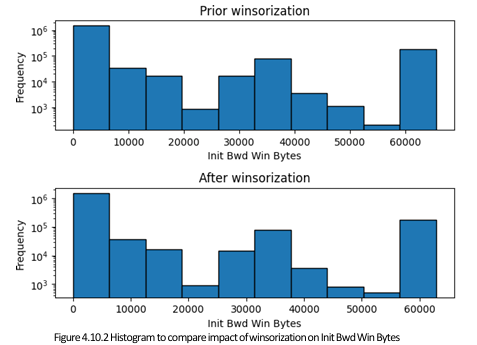 Prior winsorization
10⁶
10⁵
10⁴
10³
Frequency
0 10000 20000 30000 40000 50000 60000
Init Bwd Win Bytes
After winsorization
10⁶
10⁵
10⁴
10³
Frequency
0 10000 20000 30000 40000 50000 60000
Init Bwd Win Bytes
Figure 4.10.2 Histogram to compare impact of winsorization on Init Bwd Win Bytes